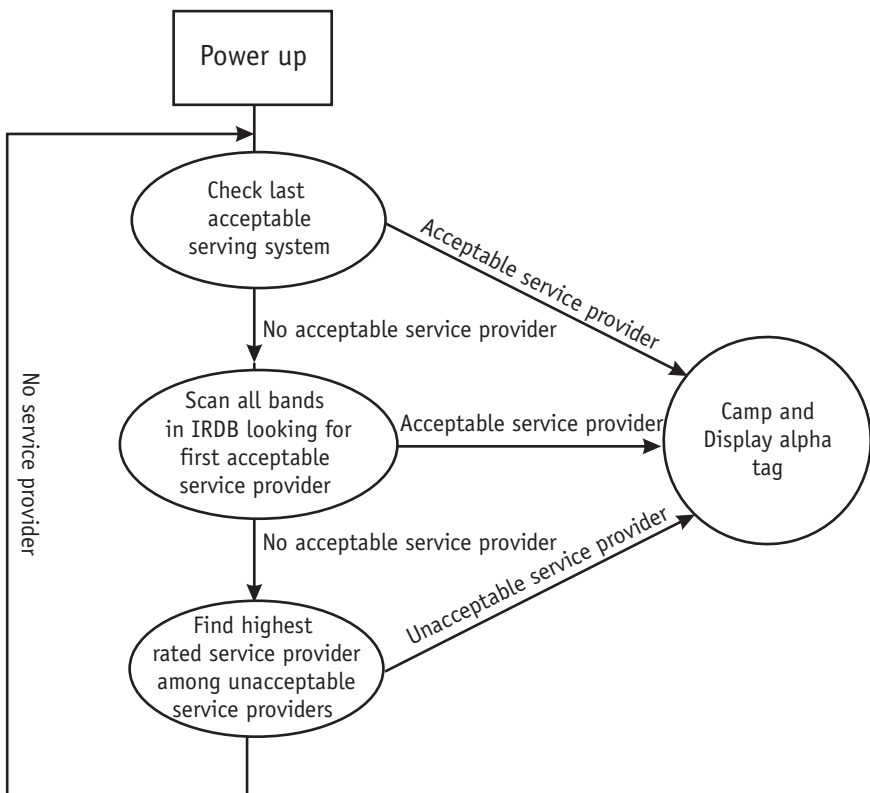 Power up
Check last
acceptable
serving system
Acceptable service provider
No acceptable service provider
Scan all bands
in IRDB looking for
first acceptable
service provider
Acceptable service provider
Camp and
Display alpha
tag
No service provider
No acceptable service provider
Unacceptable service provider
Find highest
rated service provider
among unacceptable
service providers